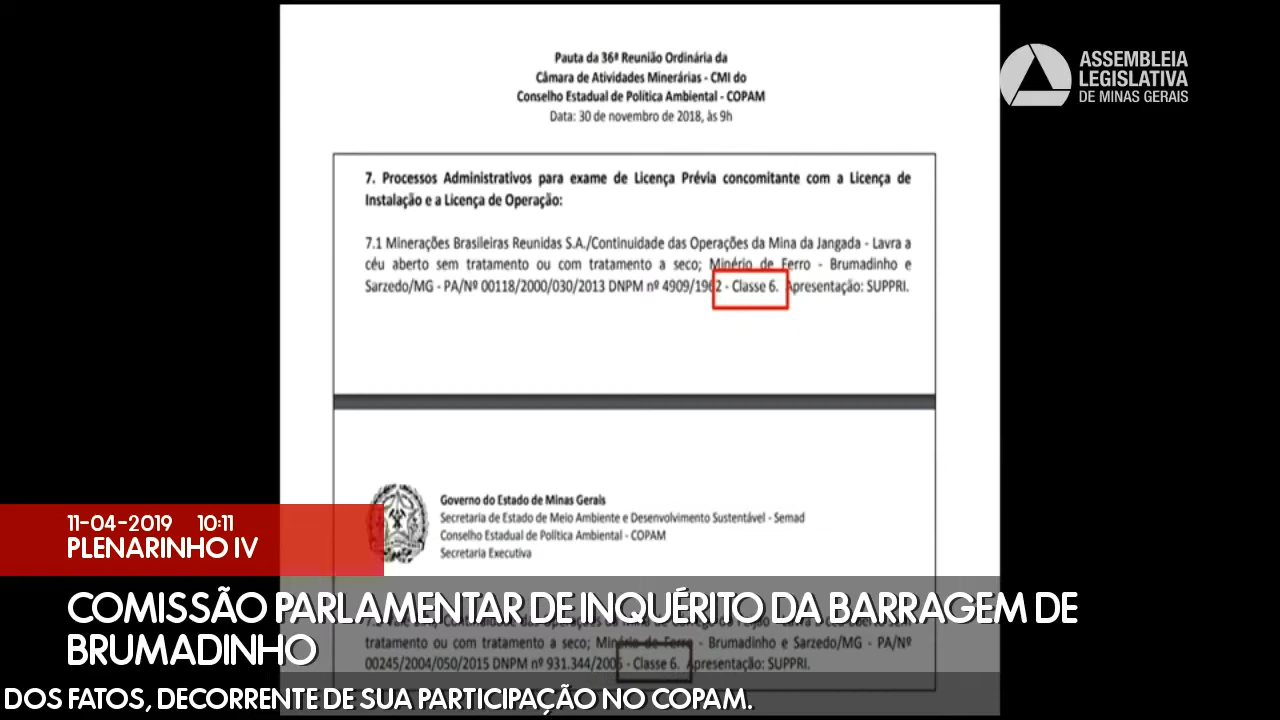 Pauta da 36ª Reunião Ordinária da
Câmara de Atividades Minerárias - CMI do
Conselho Estadual de Política Ambiental - COPAM
Data: 30 de novembro de 2018, às 9h
ASSEMBLEIA
LEGISLATIVA
DE MINAS GERAIS
7. Processos Administrativos para exame de Licença Prévia concomitante com a Licença de
Instalação e a Licença de Operação:
7.1 Minerações Brasileiras Reunidas S.A./Continuidade das Operações da Mina da Jangada - Lavra a
céu aberto sem tratamento ou com tratamento a seco; Minério de Ferro - Brumadinho e
Sarzedo/MG - PA/Nº 00118/2000/030/2013 DNPM nº 4909/1962 - Classe 6. Apresentação: SUPPRI.
Governo do Estado de Minas Gerais
Secretaria de Estado de Meio Ambiente e Desenvolvimento Sustentável - Semad
Conselho Estadual de Política Ambiental - COPAM
Secretaria Executiva
11-04-2019 10:11
PLENARINHO IV
COMISSÃO PARLAMENTAR DE INQUÉRITO DA BARRAGEM DE
BRUMADINHO
tratamento ou com tratamento a seco; Minério de Ferro - Brumadinho e Sarzedo/MG - PA/Nº
00245/2004/050/2015 DNPM nº 931.344/2005 - Classe 6. Apresentação: SUPPRI.
DOS FATOS, DECORRENTE DE SUA PARTICIPAÇÃO NO COPAM.